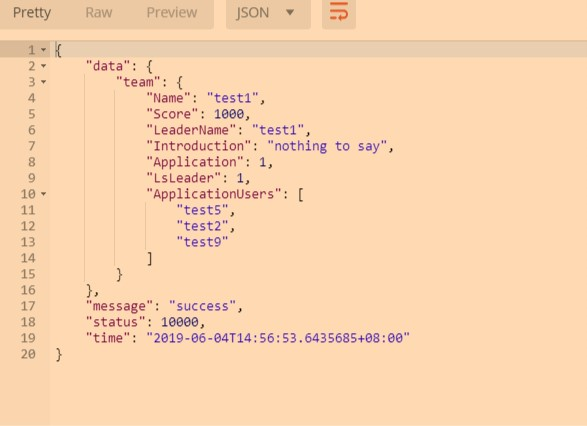 Pretty Raw Preview JSON
1 {
2 "data": {
3 "team": {
4 "Name": "test1",
5 "Score": 1000,
6 "LeaderName": "test1",
7 "Introduction": "nothing to say",
8 "Application": 1,
9 "LsLeader": 1,
10 "ApplicationUsers": [
11 "test5",
12 "test2",
13 "test9"
14 ]
15 }
16 },
17 "message": "success",
18 "status": 10000,
19 "time": "2019-06-04T14:56:53.6435685+08:00"
20 }